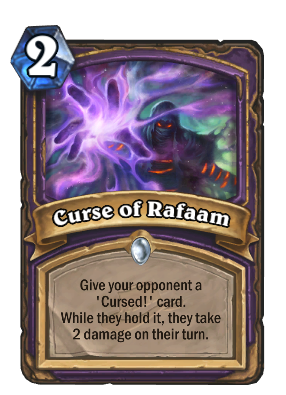 2
Curse of Rafaam
Give your opponent a
'Cursed!' card.
While they hold it, they take
2 damage on their turn.